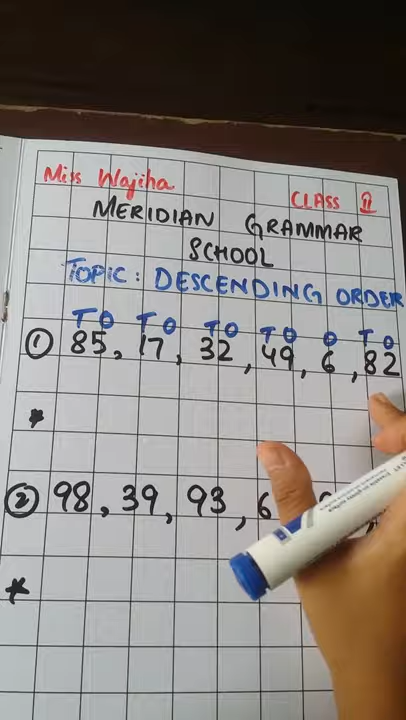 Miss Wajiha
CLASS II
MERIDIAN GRAMMAR
SCHOOL
TOPIC: DESCENDING ORDER
T O T O T O T O O T O
① 85, 17, 32, 49, 6, 82
*
② 98, 39, 93, 6
*